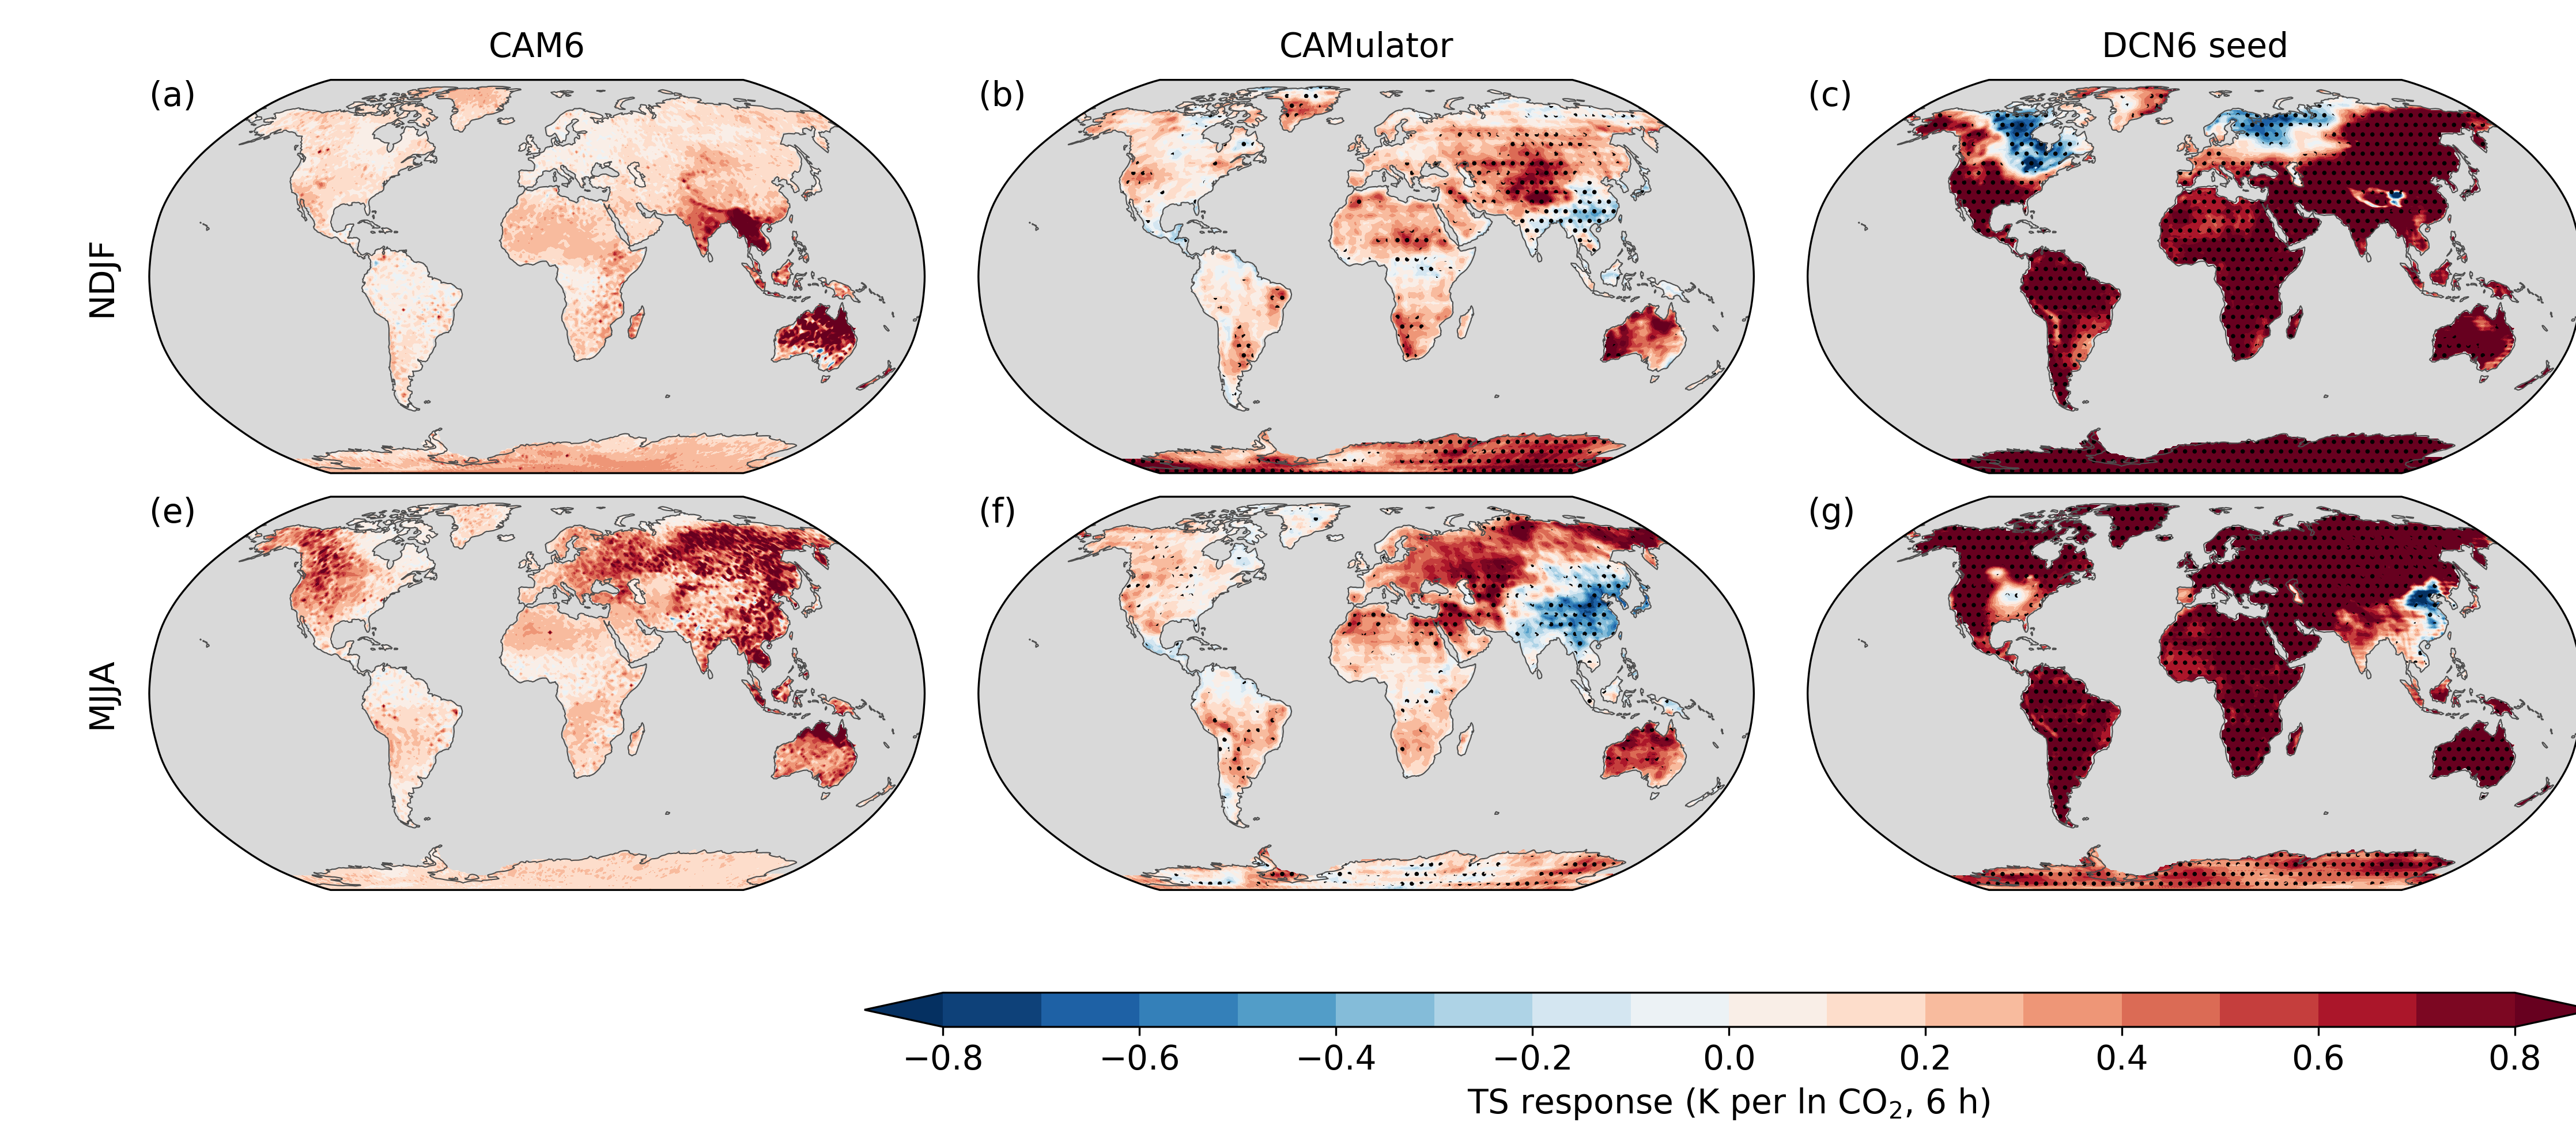 CAM6 CAMulator DCN6 seed
(a) (b) (c)
NDJF
(e) (f) (g)
MJJA
−0.8 −0.6 −0.4 −0.2 0.0 0.2 0.4 0.6 0.8
TS response (K per ln CO₂, 6 h)